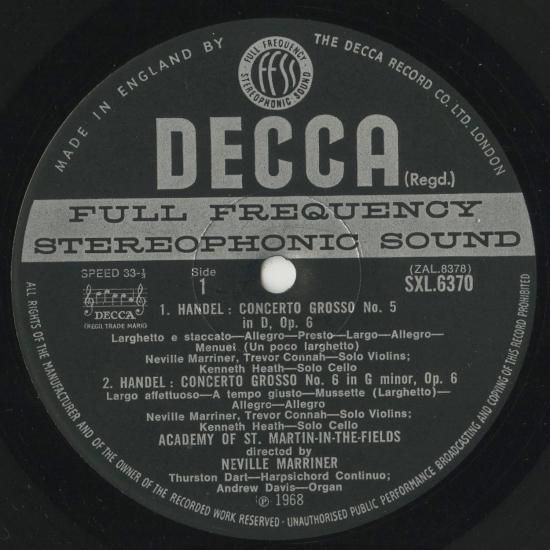 MADE IN ENGLAND BY
THE DECCA RECORD CO. LTD. LONDON
FULL FREQUENCY
FFSS
STEREOPHONIC SOUND
DECCA
(Regd.)
FULL FREQUENCY
STEREOPHONIC SOUND
SPEED 33-⅓
Side
1
(ZAL.8378)
SXL.6370
DECCA
(REGD. TRADE MARK)
1. HANDEL: CONCERTO GROSSO No. 5
in D, Op. 6
Larghetto e staccato—Allegro—Presto—Largo—Allegro—
Menuet (Un poco larghetto)
Neville Marriner, Trevor Connah—Solo Violins;
Kenneth Heath—Solo Cello
2. HANDEL: CONCERTO GROSSO No. 6 in G minor, Op. 6
Largo affettuoso—A tempo giusto—Mussette (Larghetto)—
Allegro—Allegro
Neville Marriner, Trevor Connah—Solo Violins;
Kenneth Heath—Solo Cello
ACADEMY OF ST. MARTIN-IN-THE-FIELDS
directed by
NEVILLE MARRINER
Thurston Dart—Harpsichord Continuo;
Andrew Davis—Organ
℗ 1968
ALL RIGHTS OF THE MANUFACTURER AND OF THE OWNER OF THE RECORDED WORK RESERVED · UNAUTHORISED PUBLIC PERFORMANCE BROADCASTING AND COPYING OF THIS RECORD PROHIBITED